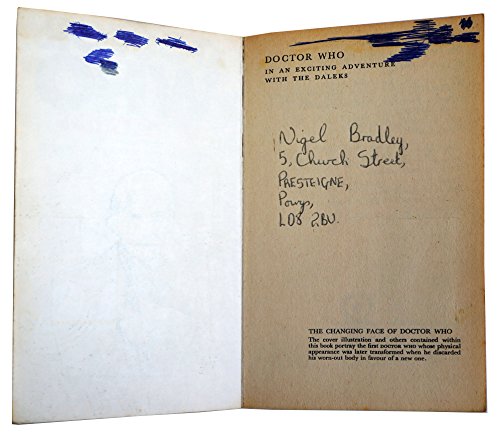 DOCTOR WHO
IN AN EXCITING ADVENTURE
WITH THE DALEKS
Nigel Bradley,
5, Church Street,
PRESTEIGNE,
Powys,
LD8 2BU.
THE CHANGING FACE OF DOCTOR WHO
The cover illustration and others contained within
this book portray the first DOCTOR WHO whose physical
appearance was later transformed when he discarded
his worn-out body in favour of a new one.